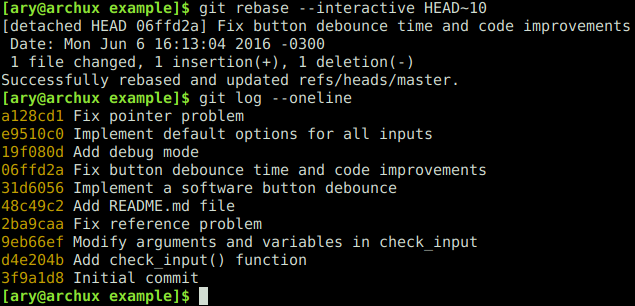 [ary@archux example]$ git rebase --interactive HEAD~10
[detached HEAD 06ffd2a] Fix button debounce time and code improvements
 Date: Mon Jun 6 16:13:04 2016 -0300
 1 file changed, 1 insertion(+), 1 deletion(-)
Successfully rebased and updated refs/heads/master.
[ary@archux example]$ git log --oneline
a128cd1 Fix pointer problem
e9510c0 Implement default options for all inputs
19f080d Add debug mode
06ffd2a Fix button debounce time and code improvements
31d6056 Implement a software button debounce
48c49c2 Add README.md file
2ba9caa Fix reference problem
9eb66ef Modify arguments and variables in check_input
d4e204b Add check_input() function
3f9a1d8 Initial commit
[ary@archux example]$